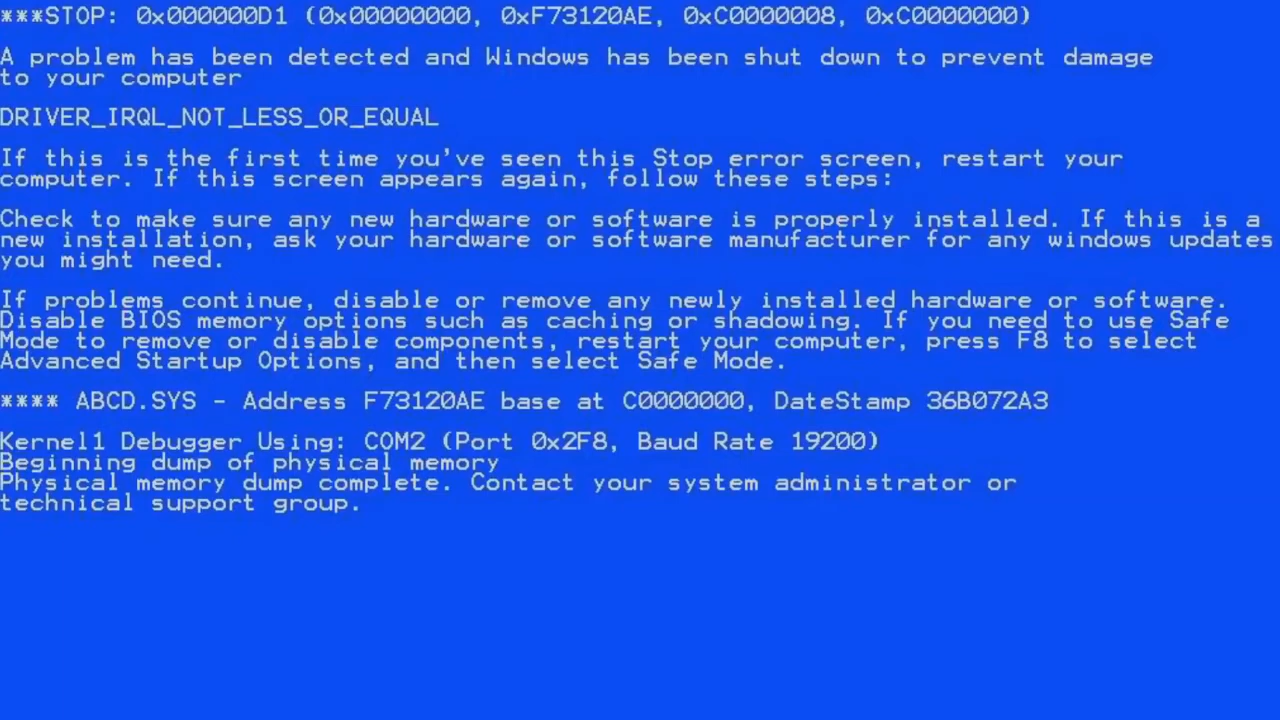 ***STOP: 0x000000D1 (0x00000000, 0xF73120AE, 0xC0000008, 0xC0000000)
A problem has been detected and Windows has been shut down to prevent damage
to your computer
DRIVER_IRQL_NOT_LESS_OR_EQUAL
If this is the first time you've seen this Stop error screen, restart your
computer. If this screen appears again, follow these steps:
Check to make sure any new hardware or software is properly installed. If this is a
new installation, ask your hardware or software manufacturer for any windows updates
you might need.
If problems continue, disable or remove any newly installed hardware or software.
Disable BIOS memory options such as caching or shadowing. If you need to use Safe
Mode to remove or disable components, restart your computer, press F8 to select
Advanced Startup Options, and then select Safe Mode.
**** ABCD.SYS - Address F73120AE base at C0000000, DateStamp 36B072A3
Kernel1 Debugger Using: COM2 (Port 0x2F8, Baud Rate 19200)
Beginning dump of physical memory
Physical memory dump complete. Contact your system administrator or
technical support group.